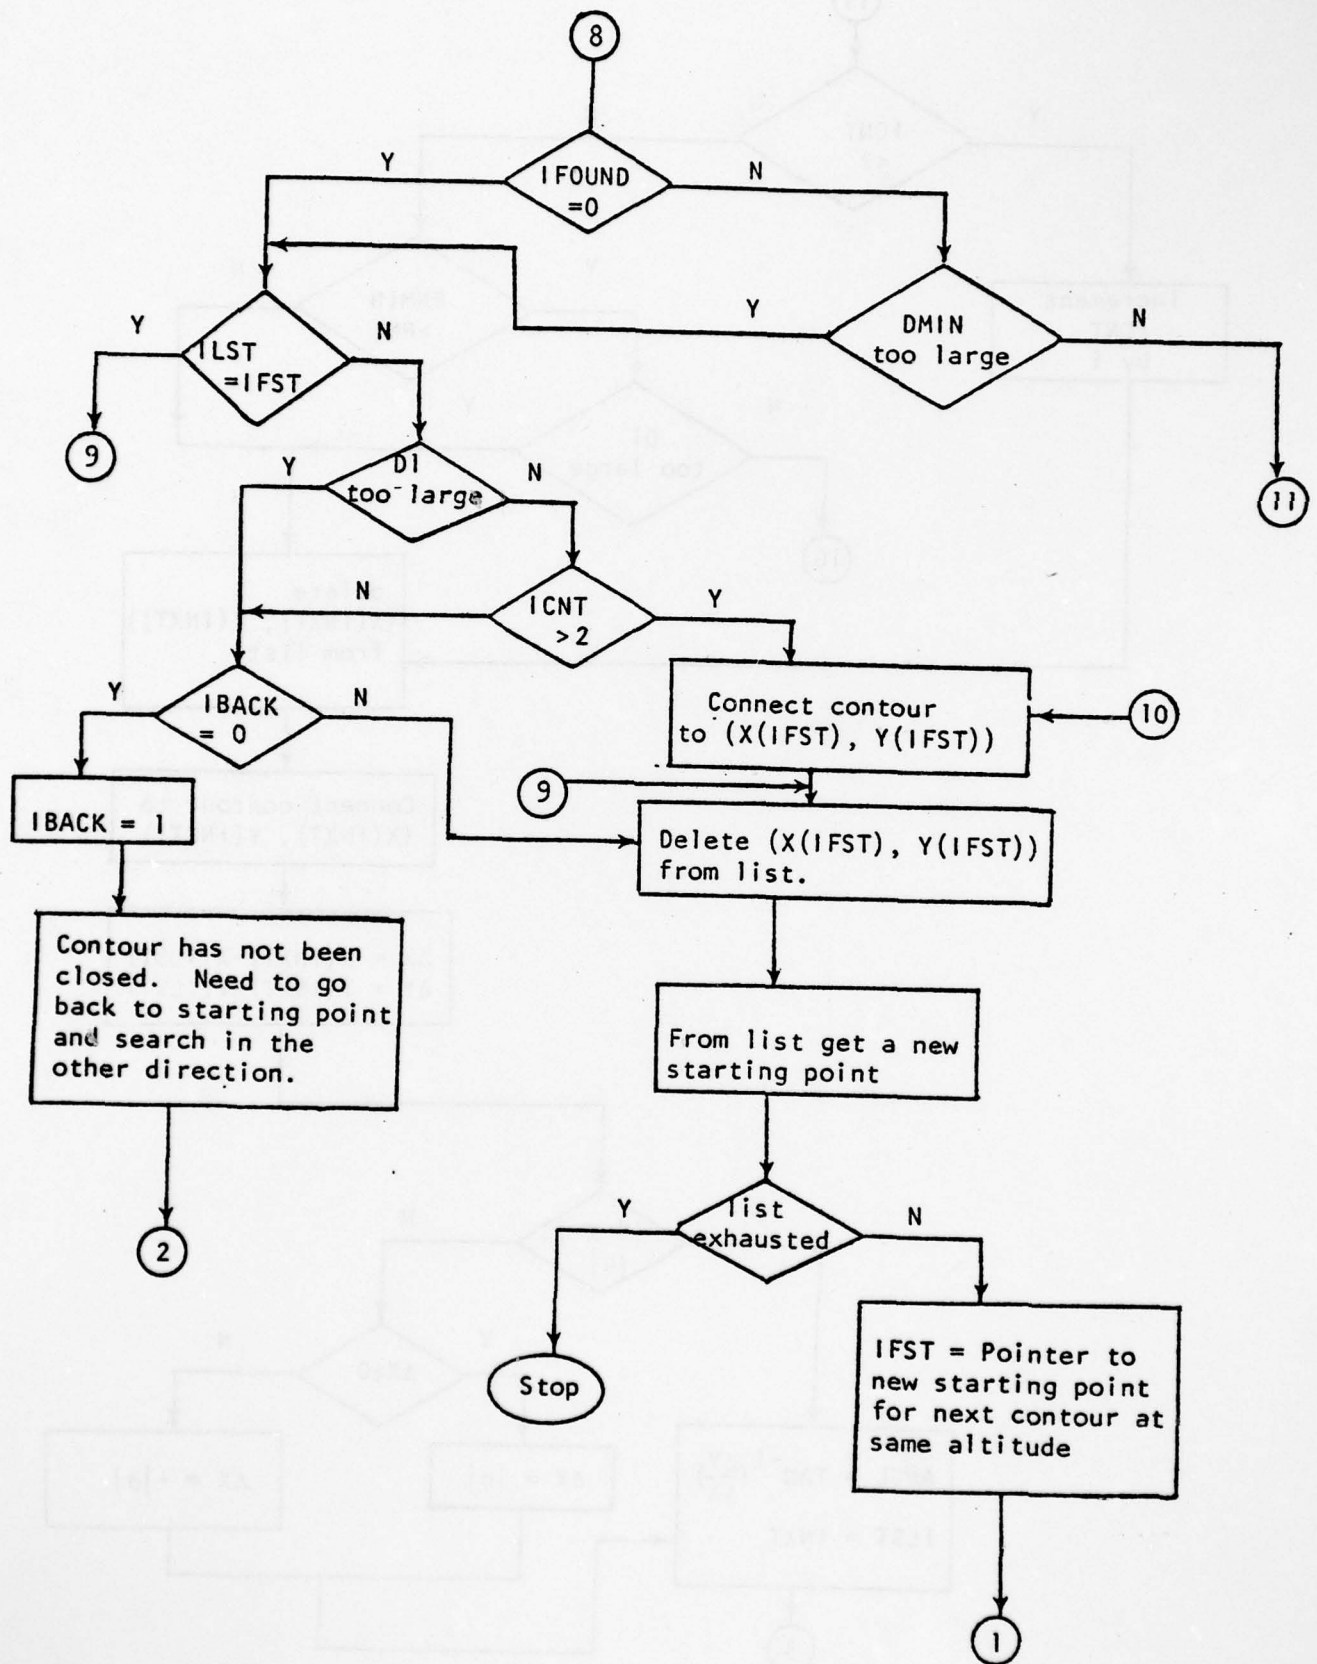 8
Y
IFOUND
=0
N
Y
ILST
=IFST
N
Y
DMIN
too large
N
9
Y
D1
too large
N
11
N
ICNT
>2
Y
Y
IBACK
= 0
N
Connect contour
to (X(IFST), Y(IFST))
10
IBACK = 1
9
Delete (X(IFST), Y(IFST))
from list.
Contour has not been
closed. Need to go
back to starting point
and search in the
other direction.
From list get a new
starting point
2
Y
list
exhausted
N
Stop
IFST = Pointer to
new starting point
for next contour at
same altitude
1